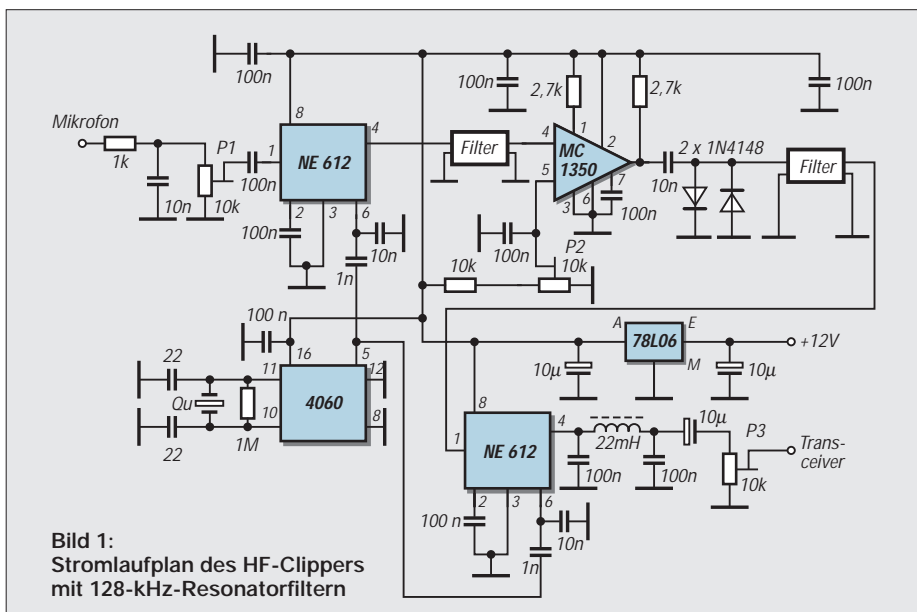 100n
100n
2,7k
2,7k
100n
Mikrofon
1k
10n
P1
10k
100n
8
1
4
NE 612
2
3
6
100n
10n
1n
Filter
4
5
1
2
MC
1350
3
6
7
100n
10n
2 x 1N4148
Filter
100n
P2
10k
10k
100 n
16
5
11
12
10
8
4060
22
Qu
22
1M
A
E
M
78L06
+12V
10µ
10µ
8
1
4
NE 612
2
3
6
100 n
10n
1n
22mH
100n
100n
10µ
P3
10k
Trans-
ceiver
Bild 1:
Stromlaufplan des HF-Clippers
mit 128-kHz-Resonatorfiltern